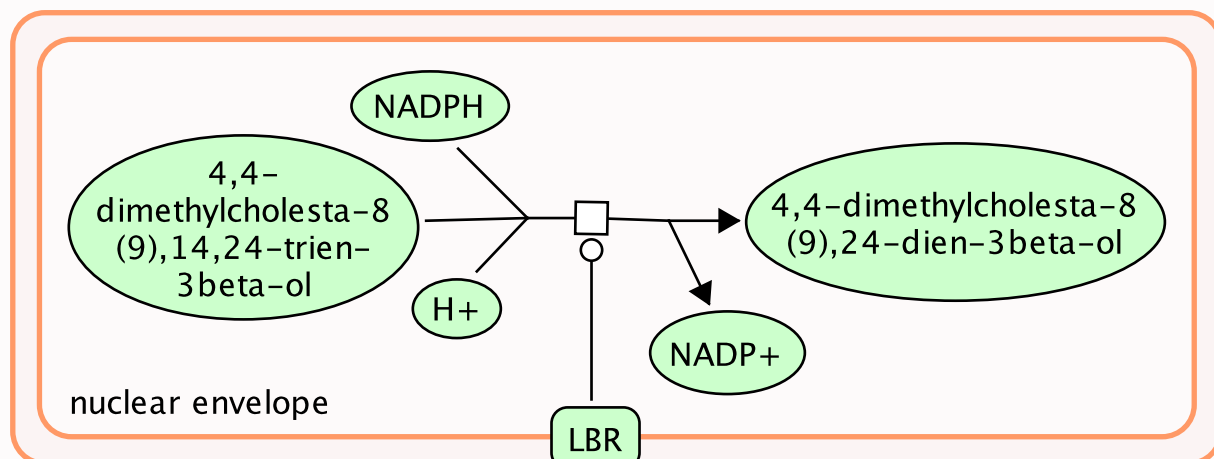 NADPH
4,4-
dimethylcholesta-8
(9),14,24-trien-
3beta-ol
H+
4,4-dimethylcholesta-8
(9),24-dien-3beta-ol
NADP+
nuclear envelope
LBR